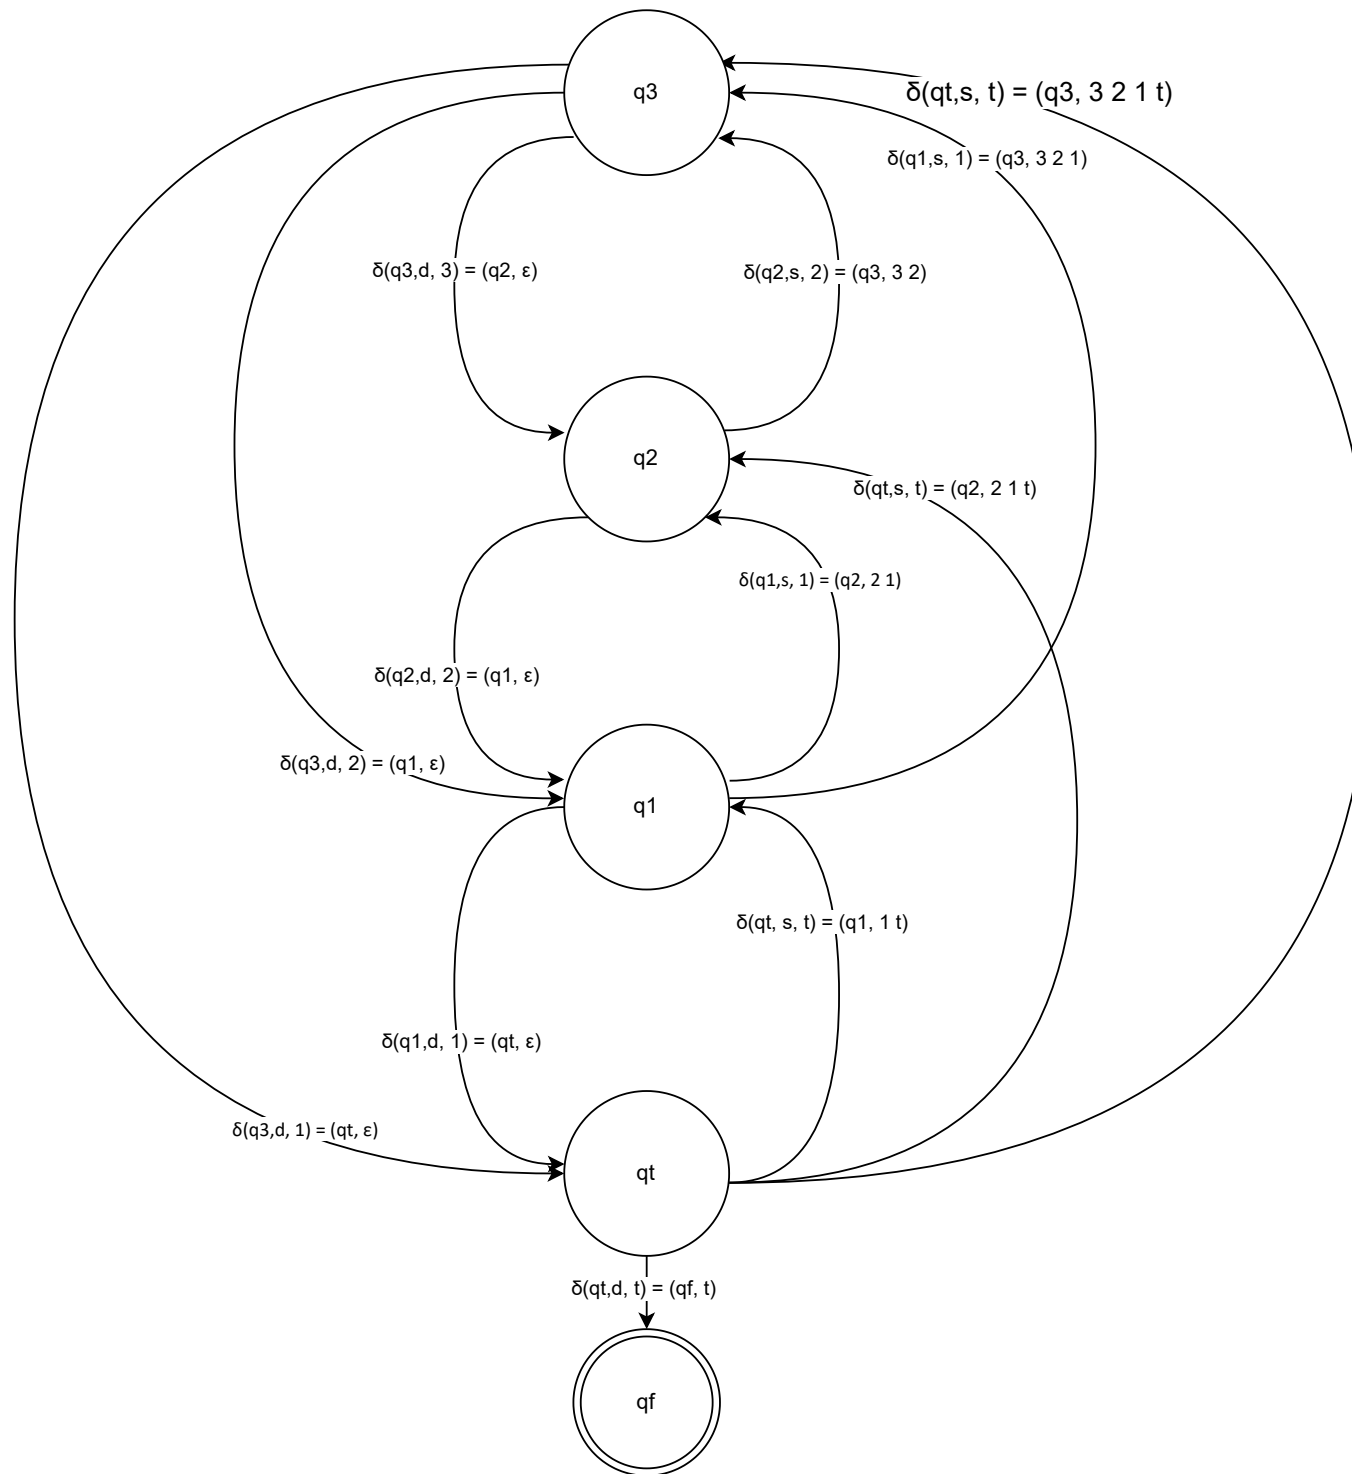 q3
δ(qt,s, t) = (q3, 3 2 1 t)
δ(q1,s, 1) = (q3, 3 2 1)
δ(q3,d, 3) = (q2, ε)
δ(q2,s, 2) = (q3, 3 2)
q2
δ(qt,s, t) = (q2, 2 1 t)
δ(q1,s, 1) = (q2, 2 1)
δ(q2,d, 2) = (q1, ε)
δ(q3,d, 2) = (q1, ε)
q1
δ(qt, s, t) = (q1, 1 t)
δ(q1,d, 1) = (qt, ε)
δ(q3,d, 1) = (qt, ε)
qt
δ(qt,d, t) = (qf, t)
qf